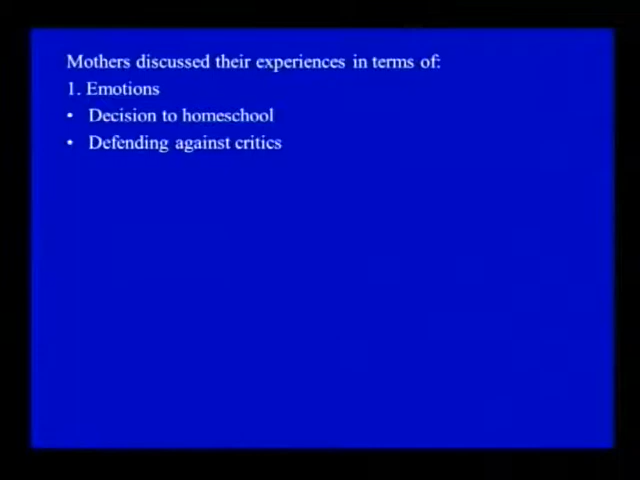 Mothers discussed their experiences in terms of:
1. Emotions
• Decision to homeschool
• Defending against critics